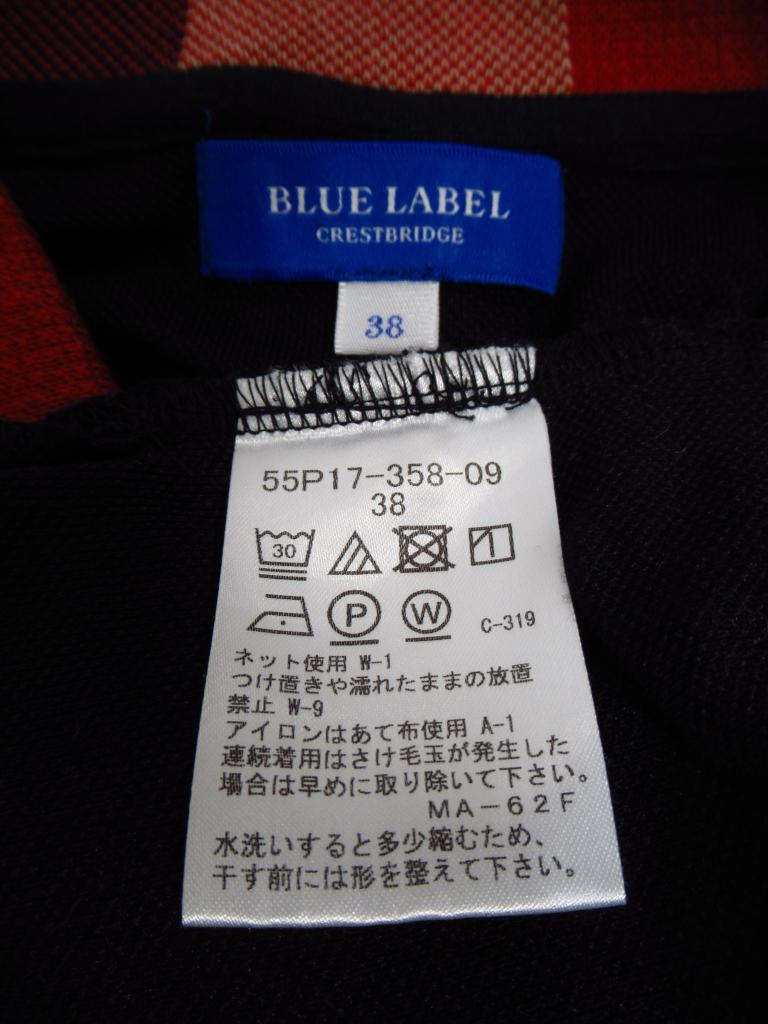 BLUE LABEL
CRESTBRIDGE
38
55P17-358-09
38
30
P W C-319
ネット使用 W-1
つけ置きや濡れたままの放置
禁止 W-9
アイロンはあて布使用 A-1
連続着用はさけ毛玉が発生した
場合は早めに取り除いて下さい。
MA-62F
水洗いすると多少縮むため、
干す前には形を整えて下さい。